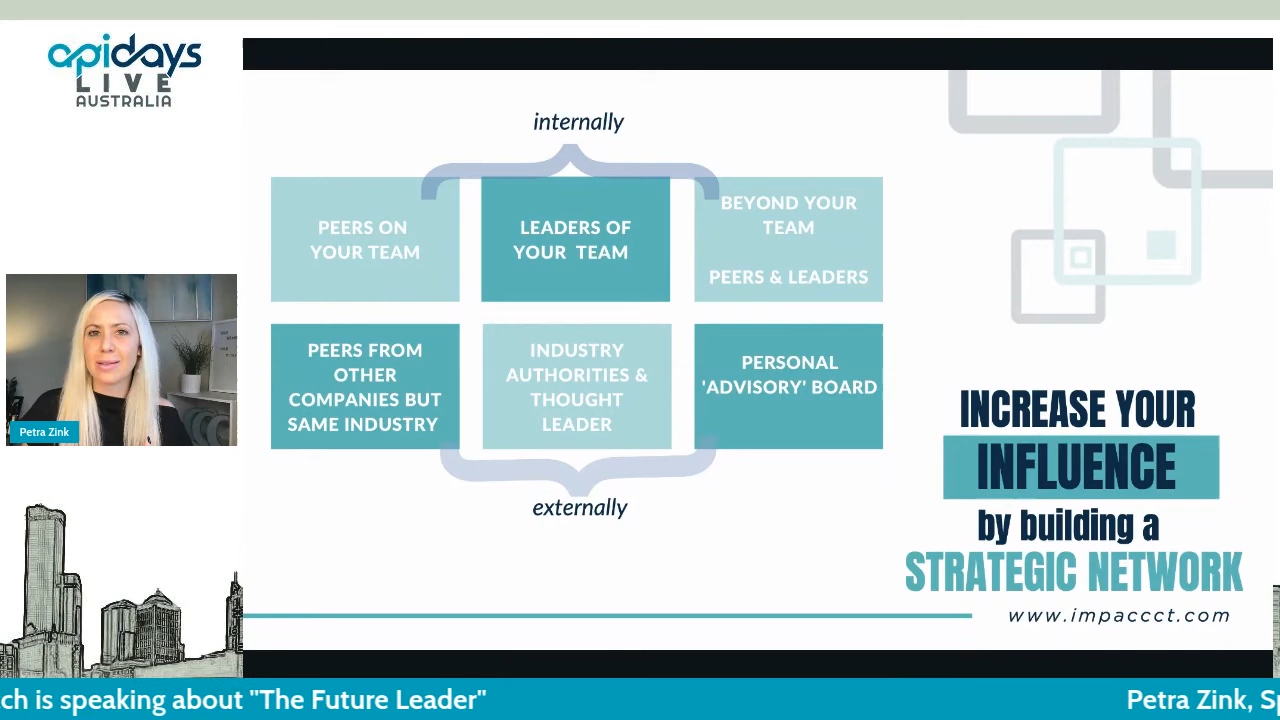 apidays
LIVE
AUSTRALIA
internally
PEERS ON
YOUR TEAM
LEADERS OF
YOUR TEAM
BEYOND YOUR
TEAM
PEERS & LEADERS
PEERS FROM
OTHER
COMPANIES BUT
SAME INDUSTRY
INDUSTRY
AUTHORITIES &
THOUGHT
LEADER
PERSONAL
'ADVISORY' BOARD
externally
INCREASE YOUR
INFLUENCE
by building a
STRATEGIC NETWORK
www.impaccct.com
Petra Zink
ch is speaking about "The Future Leader"
Petra Zink, Sp